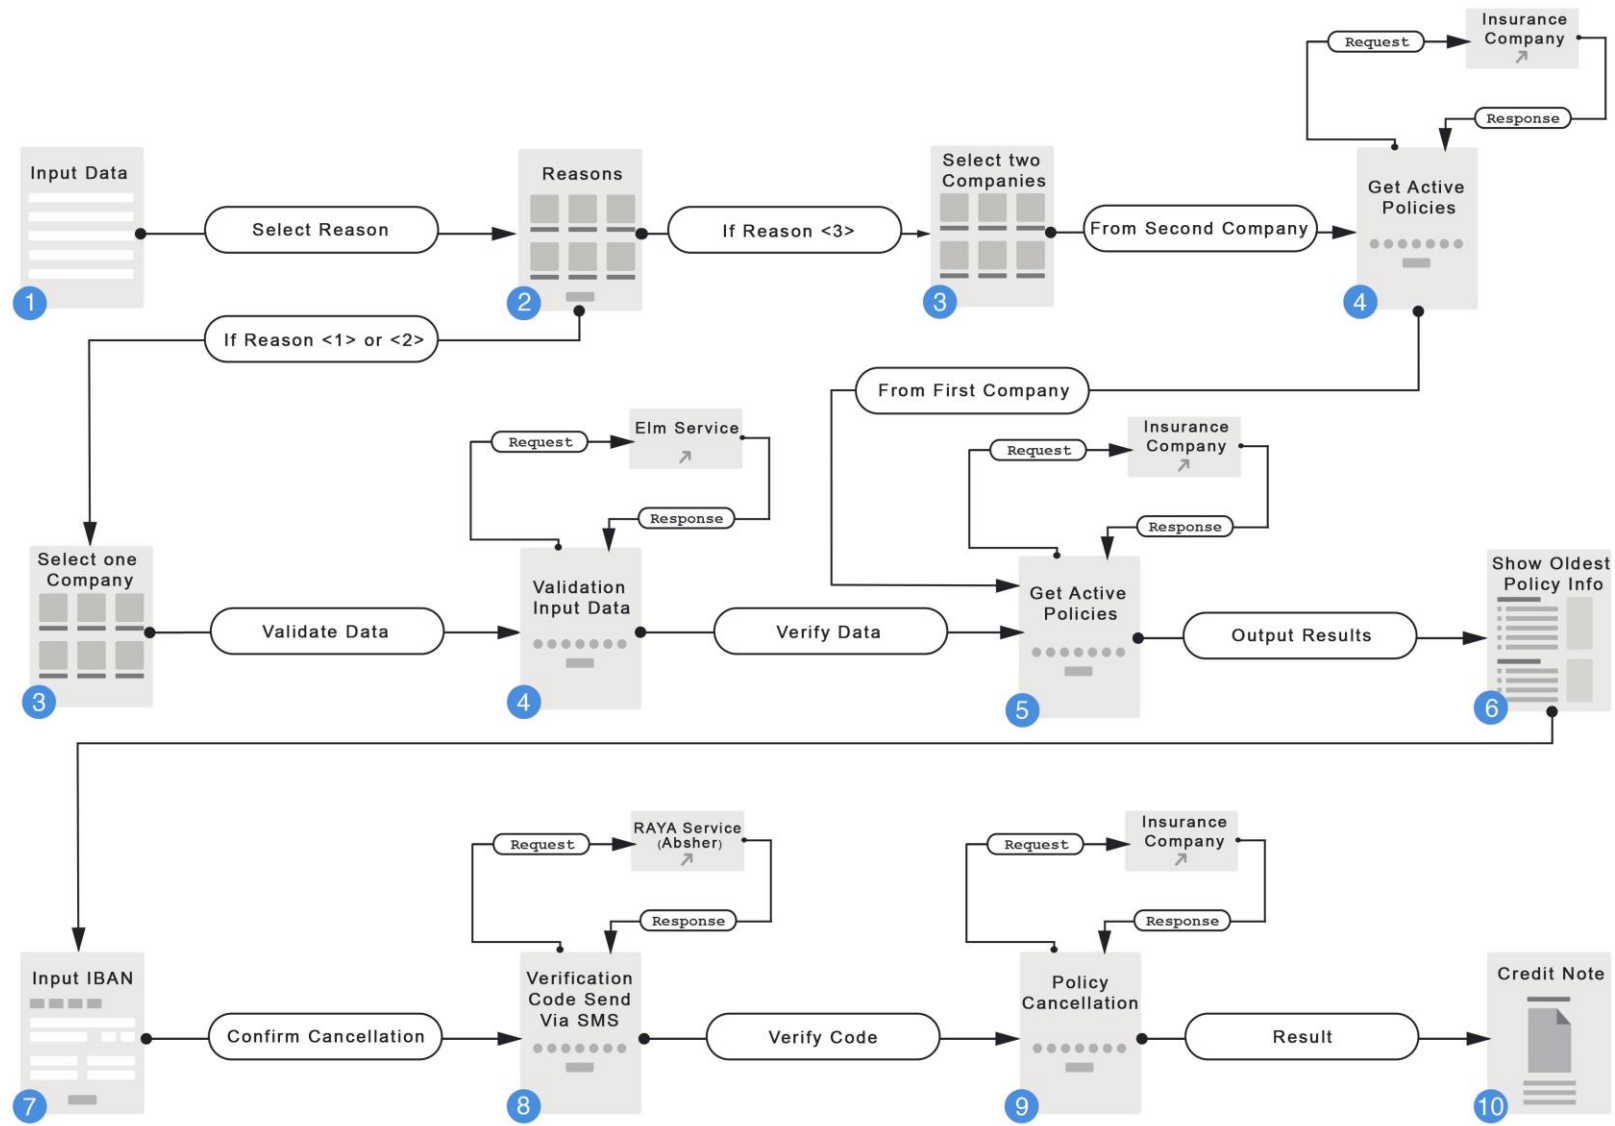 Insurance
Company
Request
Response
Input Data
Select Reason
Reasons
If Reason <3>
Select two
Companies
From Second Company
Get Active
Policies
1
2
3
4
If Reason <1> or <2>
From First Company
Elm Service
Request
Response
Insurance
Company
Request
Response
Select one
Company
Validate Data
Validation
Input Data
Verify Data
Get Active
Policies
Output Results
Show Oldest
Policy Info
3
4
5
6
RAYA Service
(Absher)
Request
Response
Insurance
Company
Request
Response
Input IBAN
Confirm Cancellation
Verification
Code Send
Via SMS
Verify Code
Policy
Cancellation
Result
Credit Note
7
8
9
10